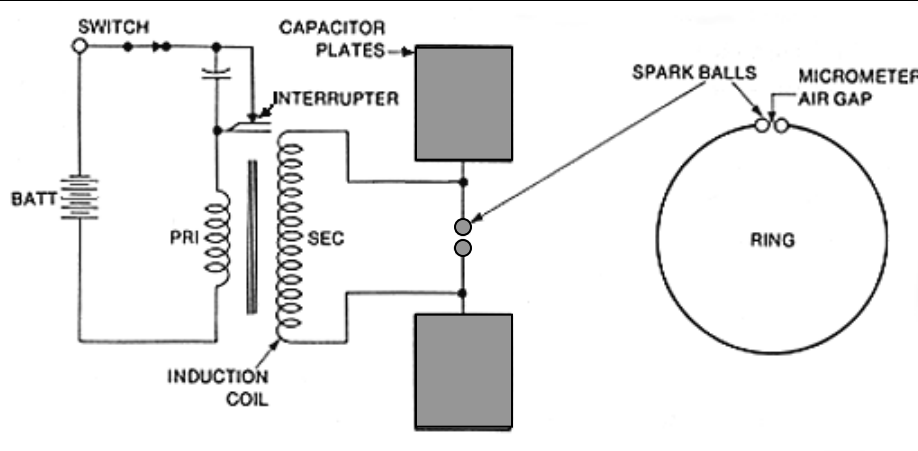 SWITCH
CAPACITOR
PLATES
INTERRUPTER
SPARK BALLS
MICROMETER
AIR GAP
BATT
PRI
SEC
RING
INDUCTION
COIL